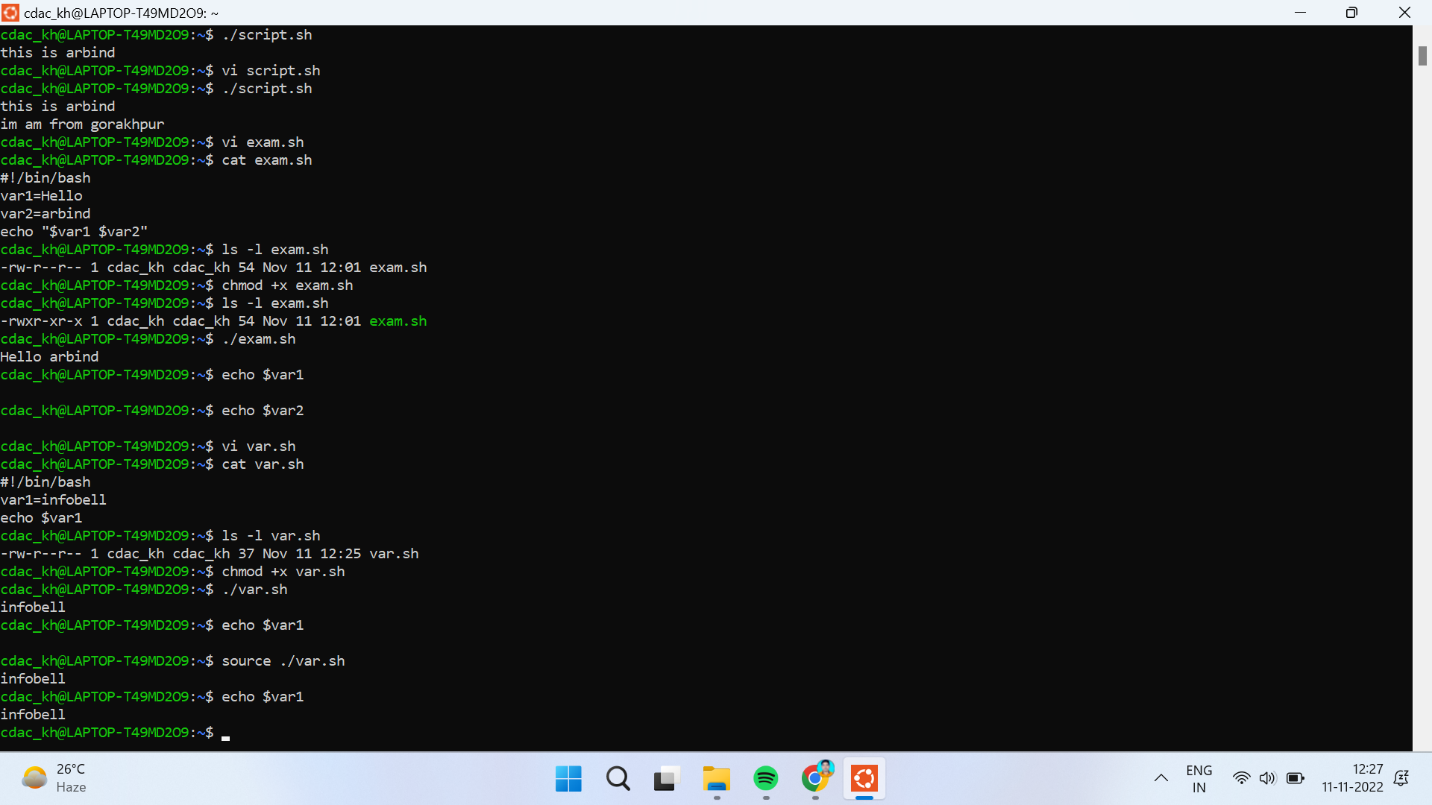 cdac_kh@LAPTOP-T49MD2O9: ~
cdac_kh@LAPTOP-T49MD2O9:~$ ./script.sh
this is arbind
cdac_kh@LAPTOP-T49MD2O9:~$ vi script.sh
cdac_kh@LAPTOP-T49MD2O9:~$ ./script.sh
this is arbind
im am from gorakhpur
cdac_kh@LAPTOP-T49MD2O9:~$ vi exam.sh
cdac_kh@LAPTOP-T49MD2O9:~$ cat exam.sh
#!/bin/bash
var1=Hello
var2=arbind
echo "$var1 $var2"
cdac_kh@LAPTOP-T49MD2O9:~$ ls -l exam.sh
-rw-r--r-- 1 cdac_kh cdac_kh 54 Nov 11 12:01 exam.sh
cdac_kh@LAPTOP-T49MD2O9:~$ chmod +x exam.sh
cdac_kh@LAPTOP-T49MD2O9:~$ ls -l exam.sh
-rwxr-xr-x 1 cdac_kh cdac_kh 54 Nov 11 12:01 exam.sh
cdac_kh@LAPTOP-T49MD2O9:~$ ./exam.sh
Hello arbind
cdac_kh@LAPTOP-T49MD2O9:~$ echo $var1
cdac_kh@LAPTOP-T49MD2O9:~$ echo $var2
cdac_kh@LAPTOP-T49MD2O9:~$ vi var.sh
cdac_kh@LAPTOP-T49MD2O9:~$ cat var.sh
#!/bin/bash
var1=infobell
echo $var1
cdac_kh@LAPTOP-T49MD2O9:~$ ls -l var.sh
-rw-r--r-- 1 cdac_kh cdac_kh 37 Nov 11 12:25 var.sh
cdac_kh@LAPTOP-T49MD2O9:~$ chmod +x var.sh
cdac_kh@LAPTOP-T49MD2O9:~$ ./var.sh
infobell
cdac_kh@LAPTOP-T49MD2O9:~$ echo $var1
cdac_kh@LAPTOP-T49MD2O9:~$ source ./var.sh
infobell
cdac_kh@LAPTOP-T49MD2O9:~$ echo $var1
infobell
cdac_kh@LAPTOP-T49MD2O9:~$
26°C
Haze
ENG
IN
12:27
11-11-2022